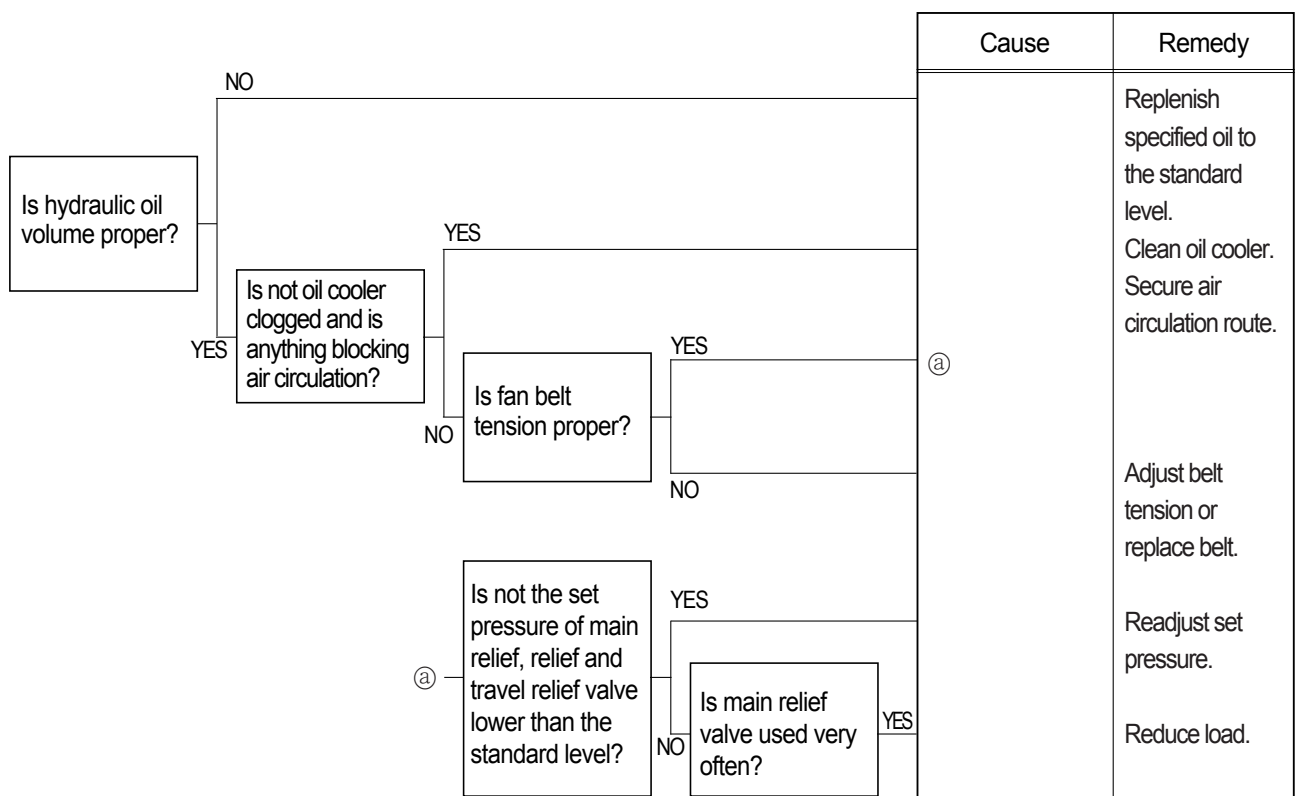 Cause
Remedy
NO
Replenish
specified oil to
the standard
level.
Is hydraulic oil
volume proper?
YES
YES
Clean oil cooler.
Secure air
circulation route.
Is not oil cooler
clogged and is
anything blocking
air circulation?
NO
YES
ⓐ
Is fan belt
tension proper?
NO
Adjust belt
tension or
replace belt.
ⓐ
Is not the set
pressure of main
relief, relief and
travel relief valve
lower than the
standard level?
YES
Readjust set
pressure.
NO
Is main relief
valve used very
often?
YES
Reduce load.